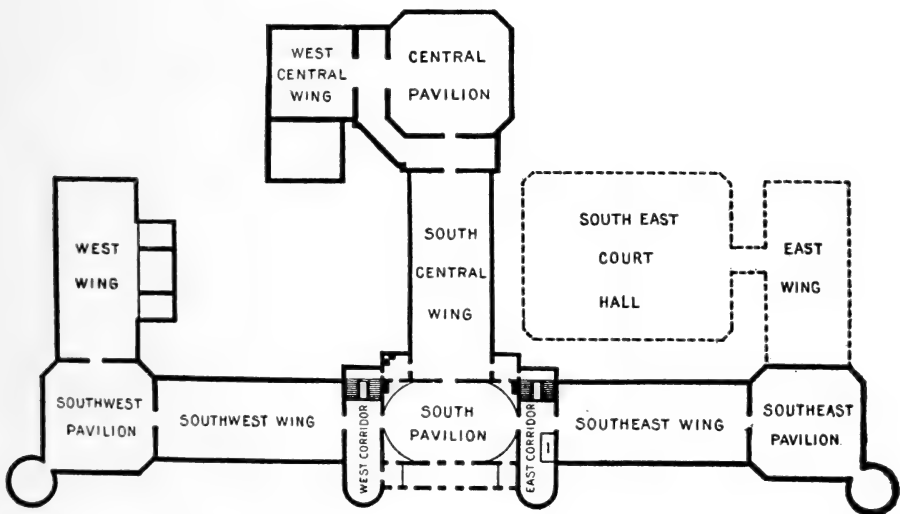 WEST
CENTRAL
WING
CENTRAL
PAVILION
WEST
WING
SOUTH
CENTRAL
WING
SOUTH EAST
COURT
HALL
EAST
WING
SOUTHWEST
PAVILION
SOUTHWEST WING
WEST CORRIDOR
SOUTH
PAVILION
EAST CORRIDOR
1
SOUTHEAST WING
SOUTHEAST
PAVILION.